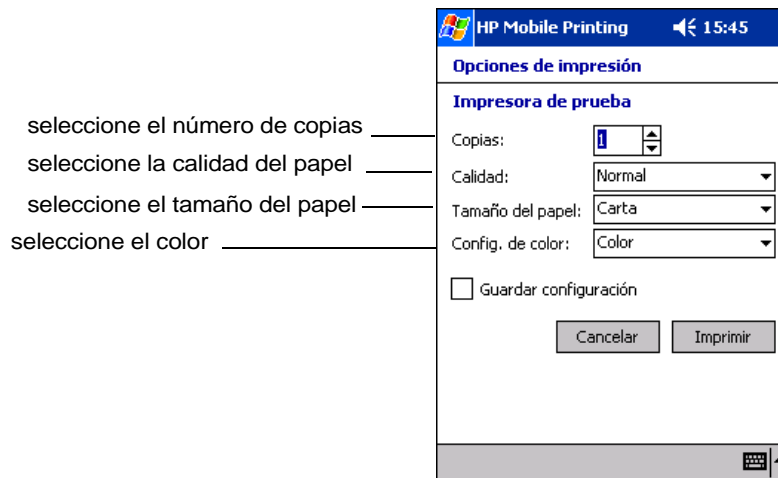 HP Mobile Printing 15:45
Opciones de impresión
Impresora de prueba
seleccione el número de copias
Copias: 1
seleccione la calidad del papel
Calidad: Normal
seleccione el tamaño del papel
Tamaño del papel: Carta
seleccione el color
Config. de color: Color
Guardar configuración
Cancelar Imprimir